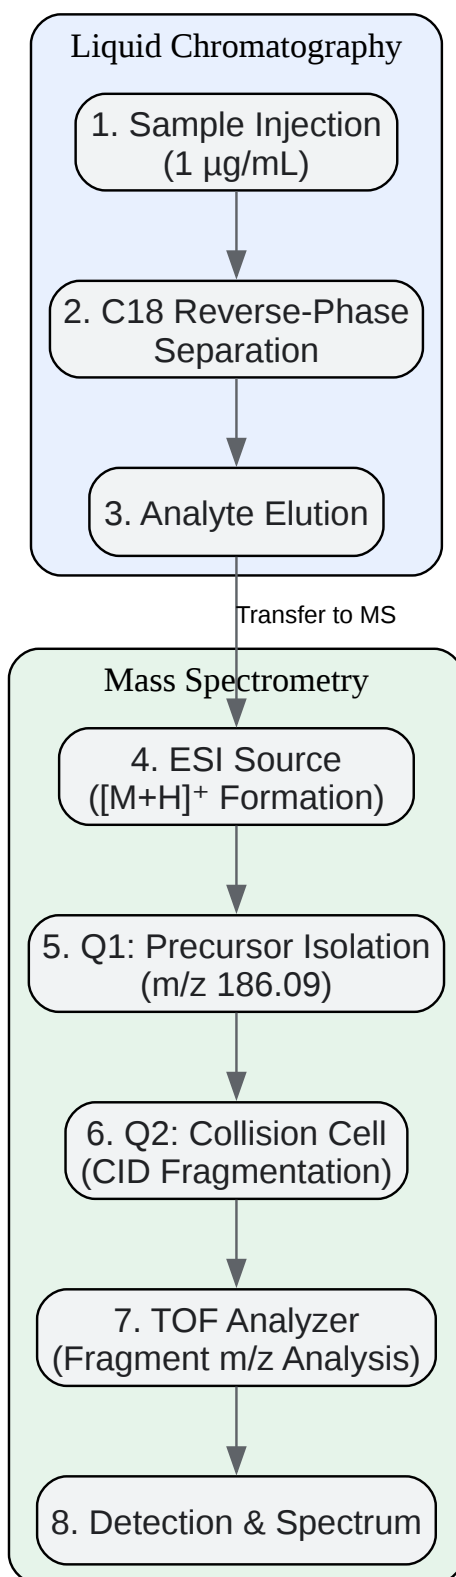 Liquid Chromatography
1. Sample Injection
(1 µg/mL)
2. C18 Reverse-Phase
Separation
3. Analyte Elution
Transfer to MS
Mass Spectrometry
4. ESI Source
([M+H]⁺ Formation)
5. Q1: Precursor Isolation
(m/z 186.09)
6. Q2: Collision Cell
(CID Fragmentation)
7. TOF Analyzer
(Fragment m/z Analysis)
8. Detection & Spectrum